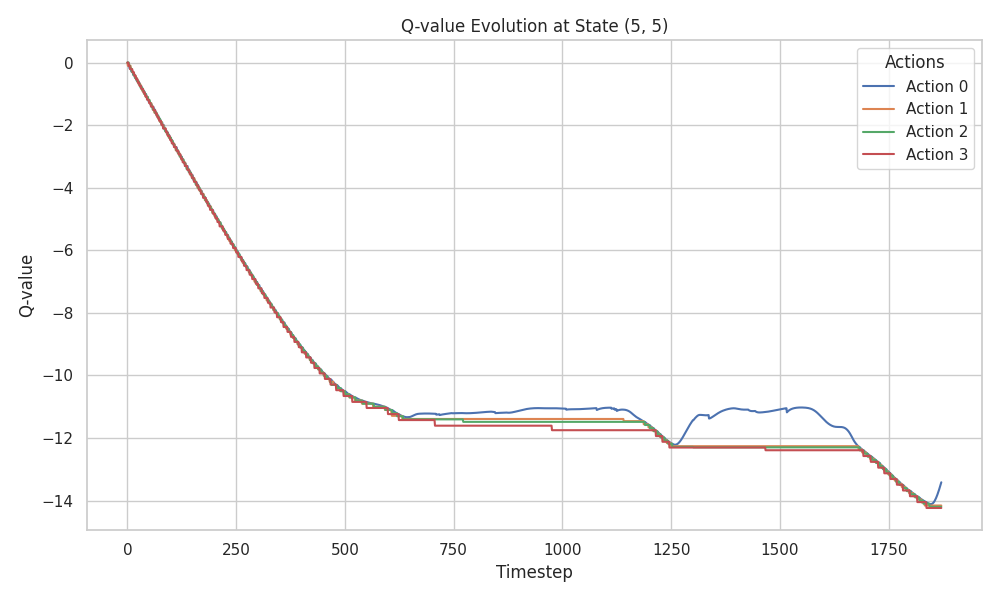 Q-value Evolution at State (5, 5)
Actions
Action 0
Action 1
Action 2
Action 3
Q-value
0
−2
−4
−6
−8
−10
−12
−14
0 250 500 750 1000 1250 1500 1750
Timestep